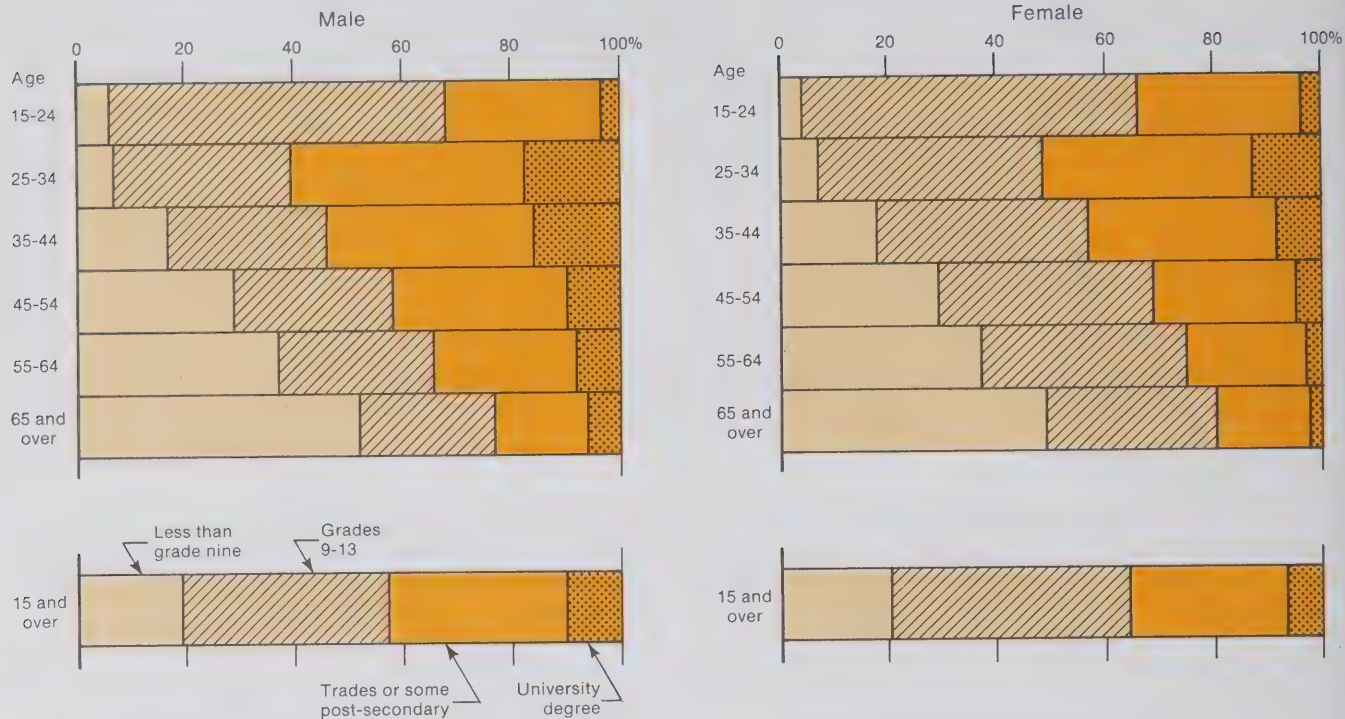 Male
0 20 40 60 80 100%
Age
15-24
25-34
35-44
45-54
55-64
65 and
over
Less than
grade nine
Grades
9-13
15 and
over
Trades or some
post-secondary
University
degree
Female
0 20 40 60 80 100%
Age
15-24
25-34
35-44
45-54
55-64
65 and
over
15 and
over